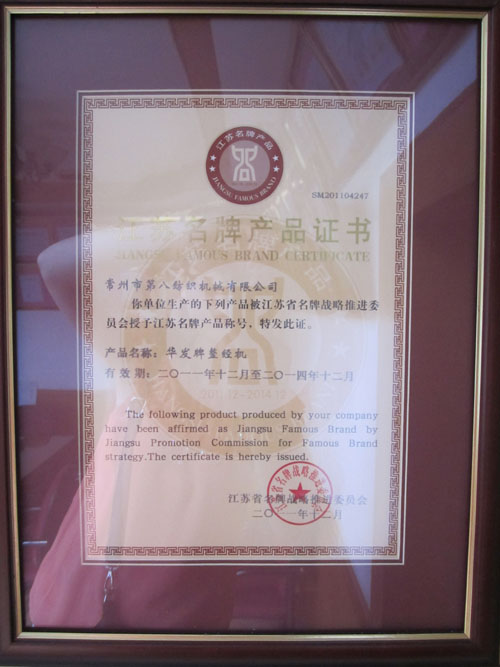 江苏名牌产品
JIANGSU FAMOUS BRAND
SM201104247
江苏名牌产品证书
JIANGSU FAMOUS BRAND CERTIFICATE
常州市第八纺织机械有限公司
你单位生产的下列产品被江苏省名牌战略推进委
员会授予江苏名牌产品称号，特发此证。
产品名称：华发牌整经机
有效期：二〇一一年十二月至二〇一四年十二月
2011.12-2014.12
The following product produced by your company
have been affirmed as Jiangsu Famous Brand by
Jiangsu Promotion Commission for Famous Brand
strategy.The certificate is hereby issued.
江苏省名牌战略推进委员会
二〇一一年十二月